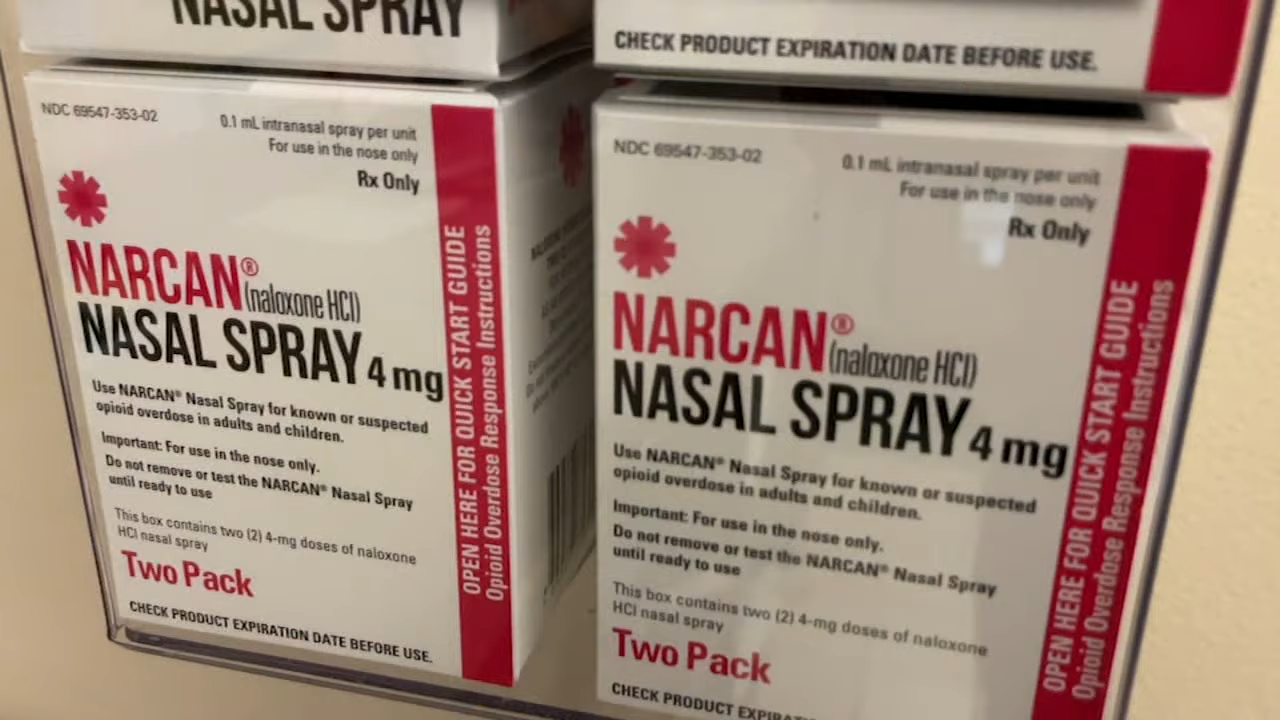 NASAL SPRAY
CHECK PRODUCT EXPIRATION DATE BEFORE USE.
NDC 69547-353-02
0.1 mL intranasal spray per unit
For use in the nose only
Rx Only
NARCAN®
(naloxone HCl)
NASAL SPRAY 4 mg
Use NARCAN® Nasal Spray for known or suspected
opioid overdose in adults and children.
Important: For use in the nose only.
Do not remove or test the NARCAN® Nasal Spray
until ready to use
This box contains two (2) 4-mg doses of naloxone
HCl nasal spray
Two Pack
CHECK PRODUCT EXPIRATION DATE BEFORE USE.
OPEN HERE FOR QUICK START GUIDE
Opioid Overdose Response Instructions
NDC 69547-353-02
0.1 mL intranasal spray per unit
For use in the nose only
Rx Only
NARCAN®
(naloxone HCl)
NASAL SPRAY 4 mg
Use NARCAN® Nasal Spray for known or suspected
opioid overdose in adults and children.
Important: For use in the nose only.
Do not remove or test the NARCAN® Nasal Spray
until ready to use
This box contains two (2) 4-mg doses of naloxone
HCl nasal spray
Two Pack
CHECK PRODUCT
OPEN HERE FOR QUICK START GUIDE
Opioid Overdose Response Instructions